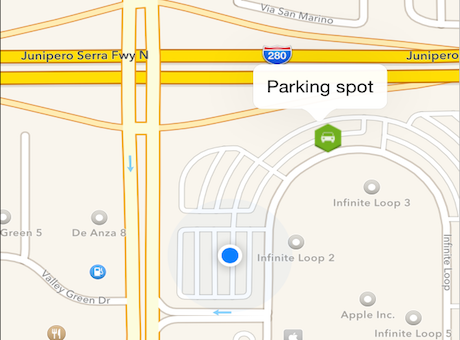 Via San Marino
Junipero Serra Fwy N
280
Junipero
Parking spot
Infinite Loop 3
Green 5
De Anza 8
Infinite Loop 2
Infinite Loop
Valley Green Dr
Apple Inc.
Infinite Loop 5